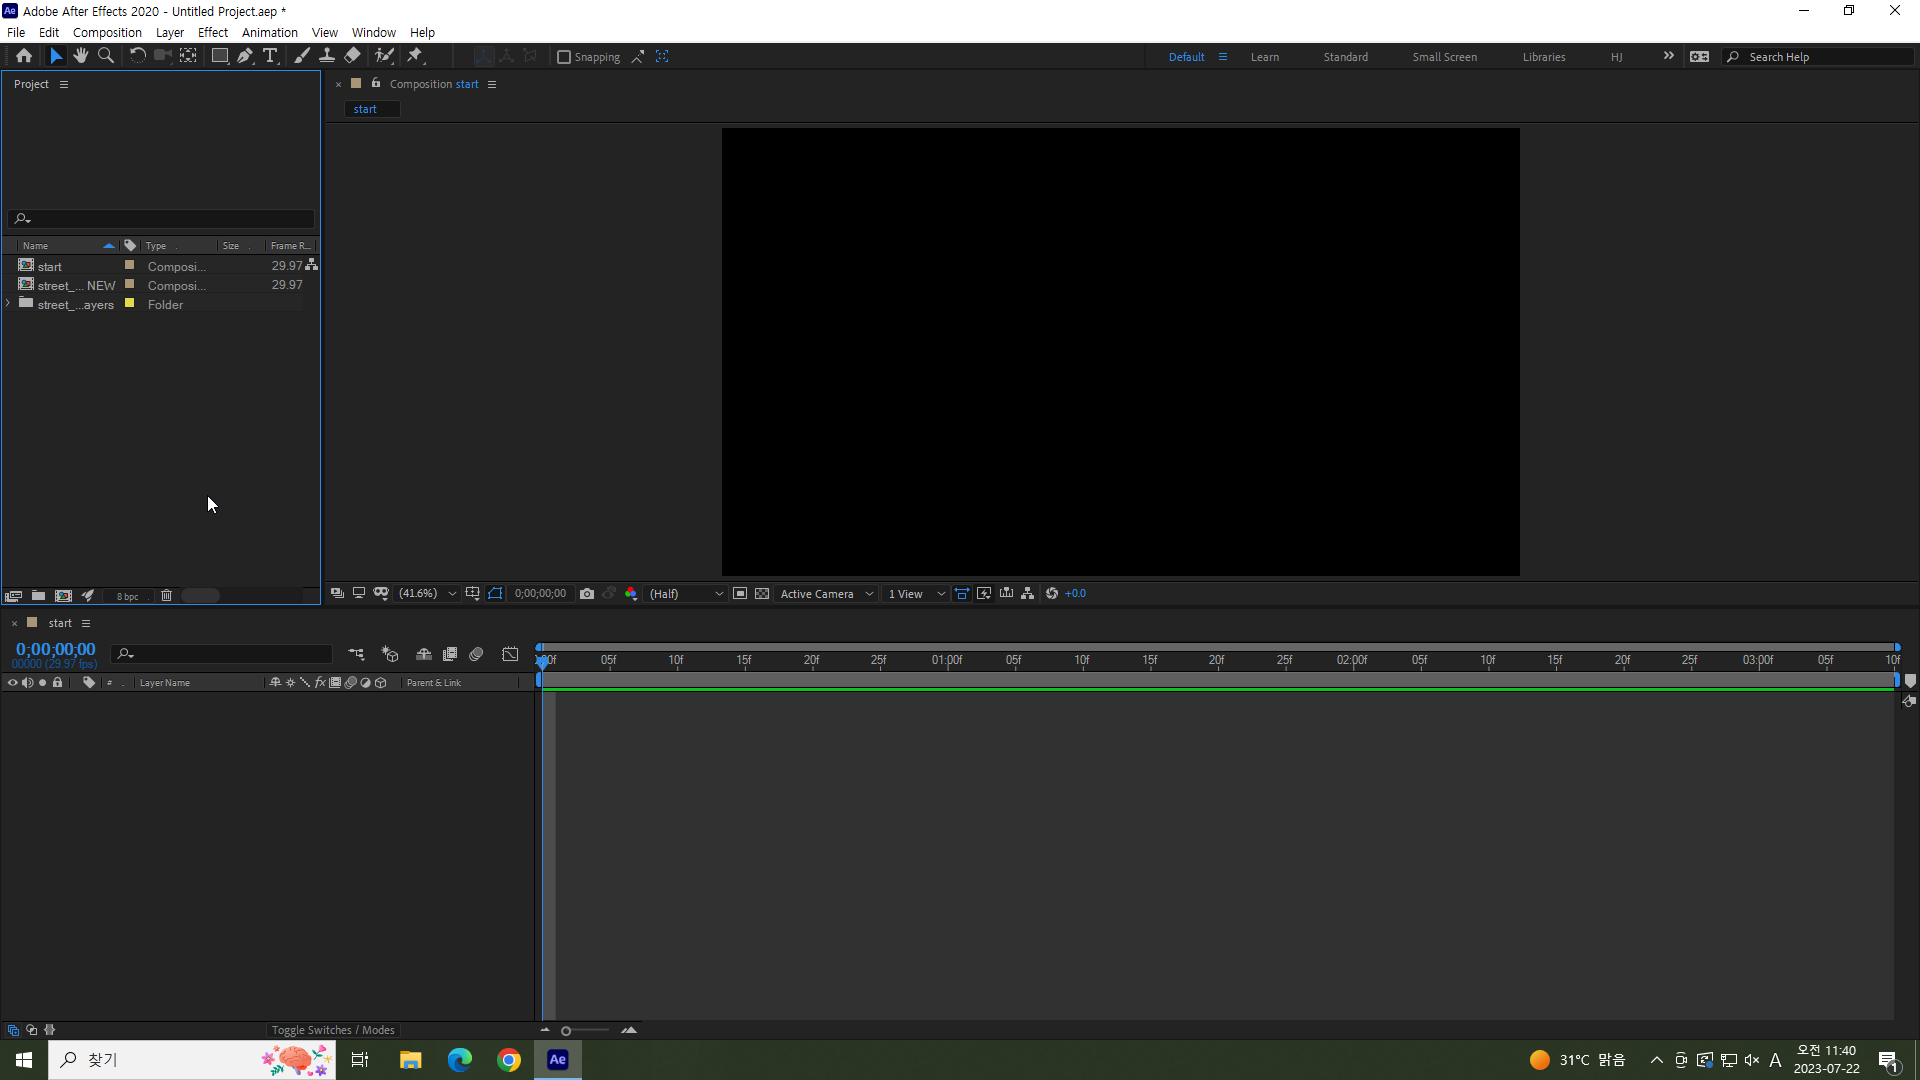 Ae Adobe After Effects 2020 - Untitled Project.aep *
File Edit Composition Layer Effect Animation View Window Help
Snapping
Default Learn Standard Small Screen Libraries HJ Search Help
Project
Composition start
start
Name Type Size Frame R...
start Composi... 29.97
street_... NEW Composi... 29.97
street_...ayers Folder
8 bpc
(41.6%) 0;00;00;00 (Half) Active Camera 1 View +0.0
start
0;00;00;00
00000 (29.97 fps)
05f 10f 15f 20f 25f 01:00f 05f 10f 15f 20f 25f 02:00f 05f 10f 15f 20f 25f 03:00f 05f 10f
# Layer Name fx Parent & Link
Toggle Switches / Modes
찾기
Ae
31°C 맑음
A
오전 11:40
2023-07-22
1